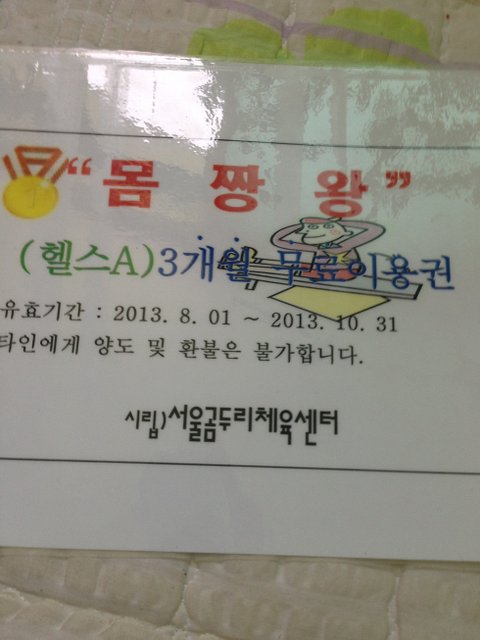 “몸 짱 왕”
(헬스A)3개월 무료이용권
유효기간 : 2013. 8. 01 ~ 2013. 10. 31
타인에게 양도 및 환불은 불가합니다.
시립)서울곰두리체육센터